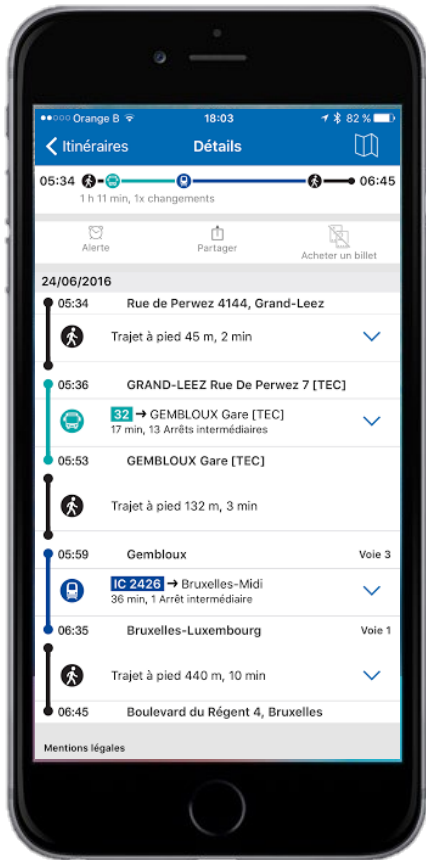 Orange B 18:03 82 %
Itinéraires Détails
05:34 06:45
1 h 11 min, 1x changements
Alerte Partager Acheter un billet
24/06/2016
05:34 Rue de Perwez 4144, Grand-Leez
Trajet à pied 45 m, 2 min
05:36 GRAND-LEEZ Rue De Perwez 7 [TEC]
32 → GEMBLOUX Gare [TEC]
17 min, 13 Arrêts intermédiaires
05:53 GEMBLOUX Gare [TEC]
Trajet à pied 132 m, 3 min
05:59 Gembloux Voie 3
IC 2426 → Bruxelles-Midi
36 min, 1 Arrêt intermédiaire
06:35 Bruxelles-Luxembourg Voie 1
Trajet à pied 440 m, 10 min
06:45 Boulevard du Régent 4, Bruxelles
Mentions légales